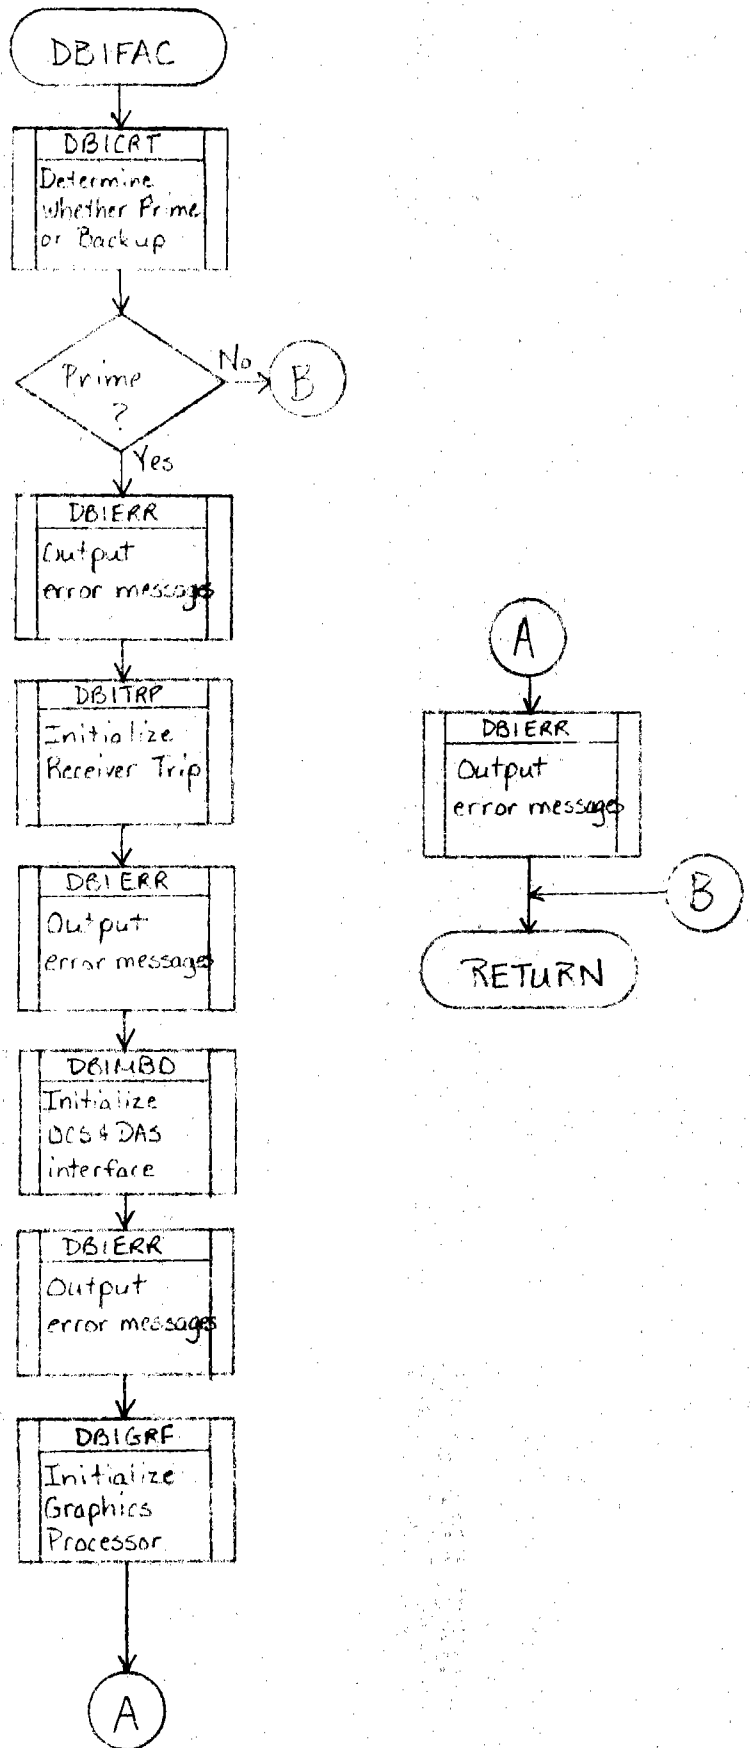 DBIFAC
DBICRT
Determine
Whether Prime
or Backup
Prime
?
No
B
Yes
DBIERR
Output
error messages
DBITRP
Initialize
Receiver Trip
DBIERR
Output
error messages
DBIMBD
Initialize
OCS & DAS
interface
DBIERR
Output
error messages
DBIGRF
Initialize
Graphics
Processor
A
A
DBIERR
Output
error messages
B
RETURN